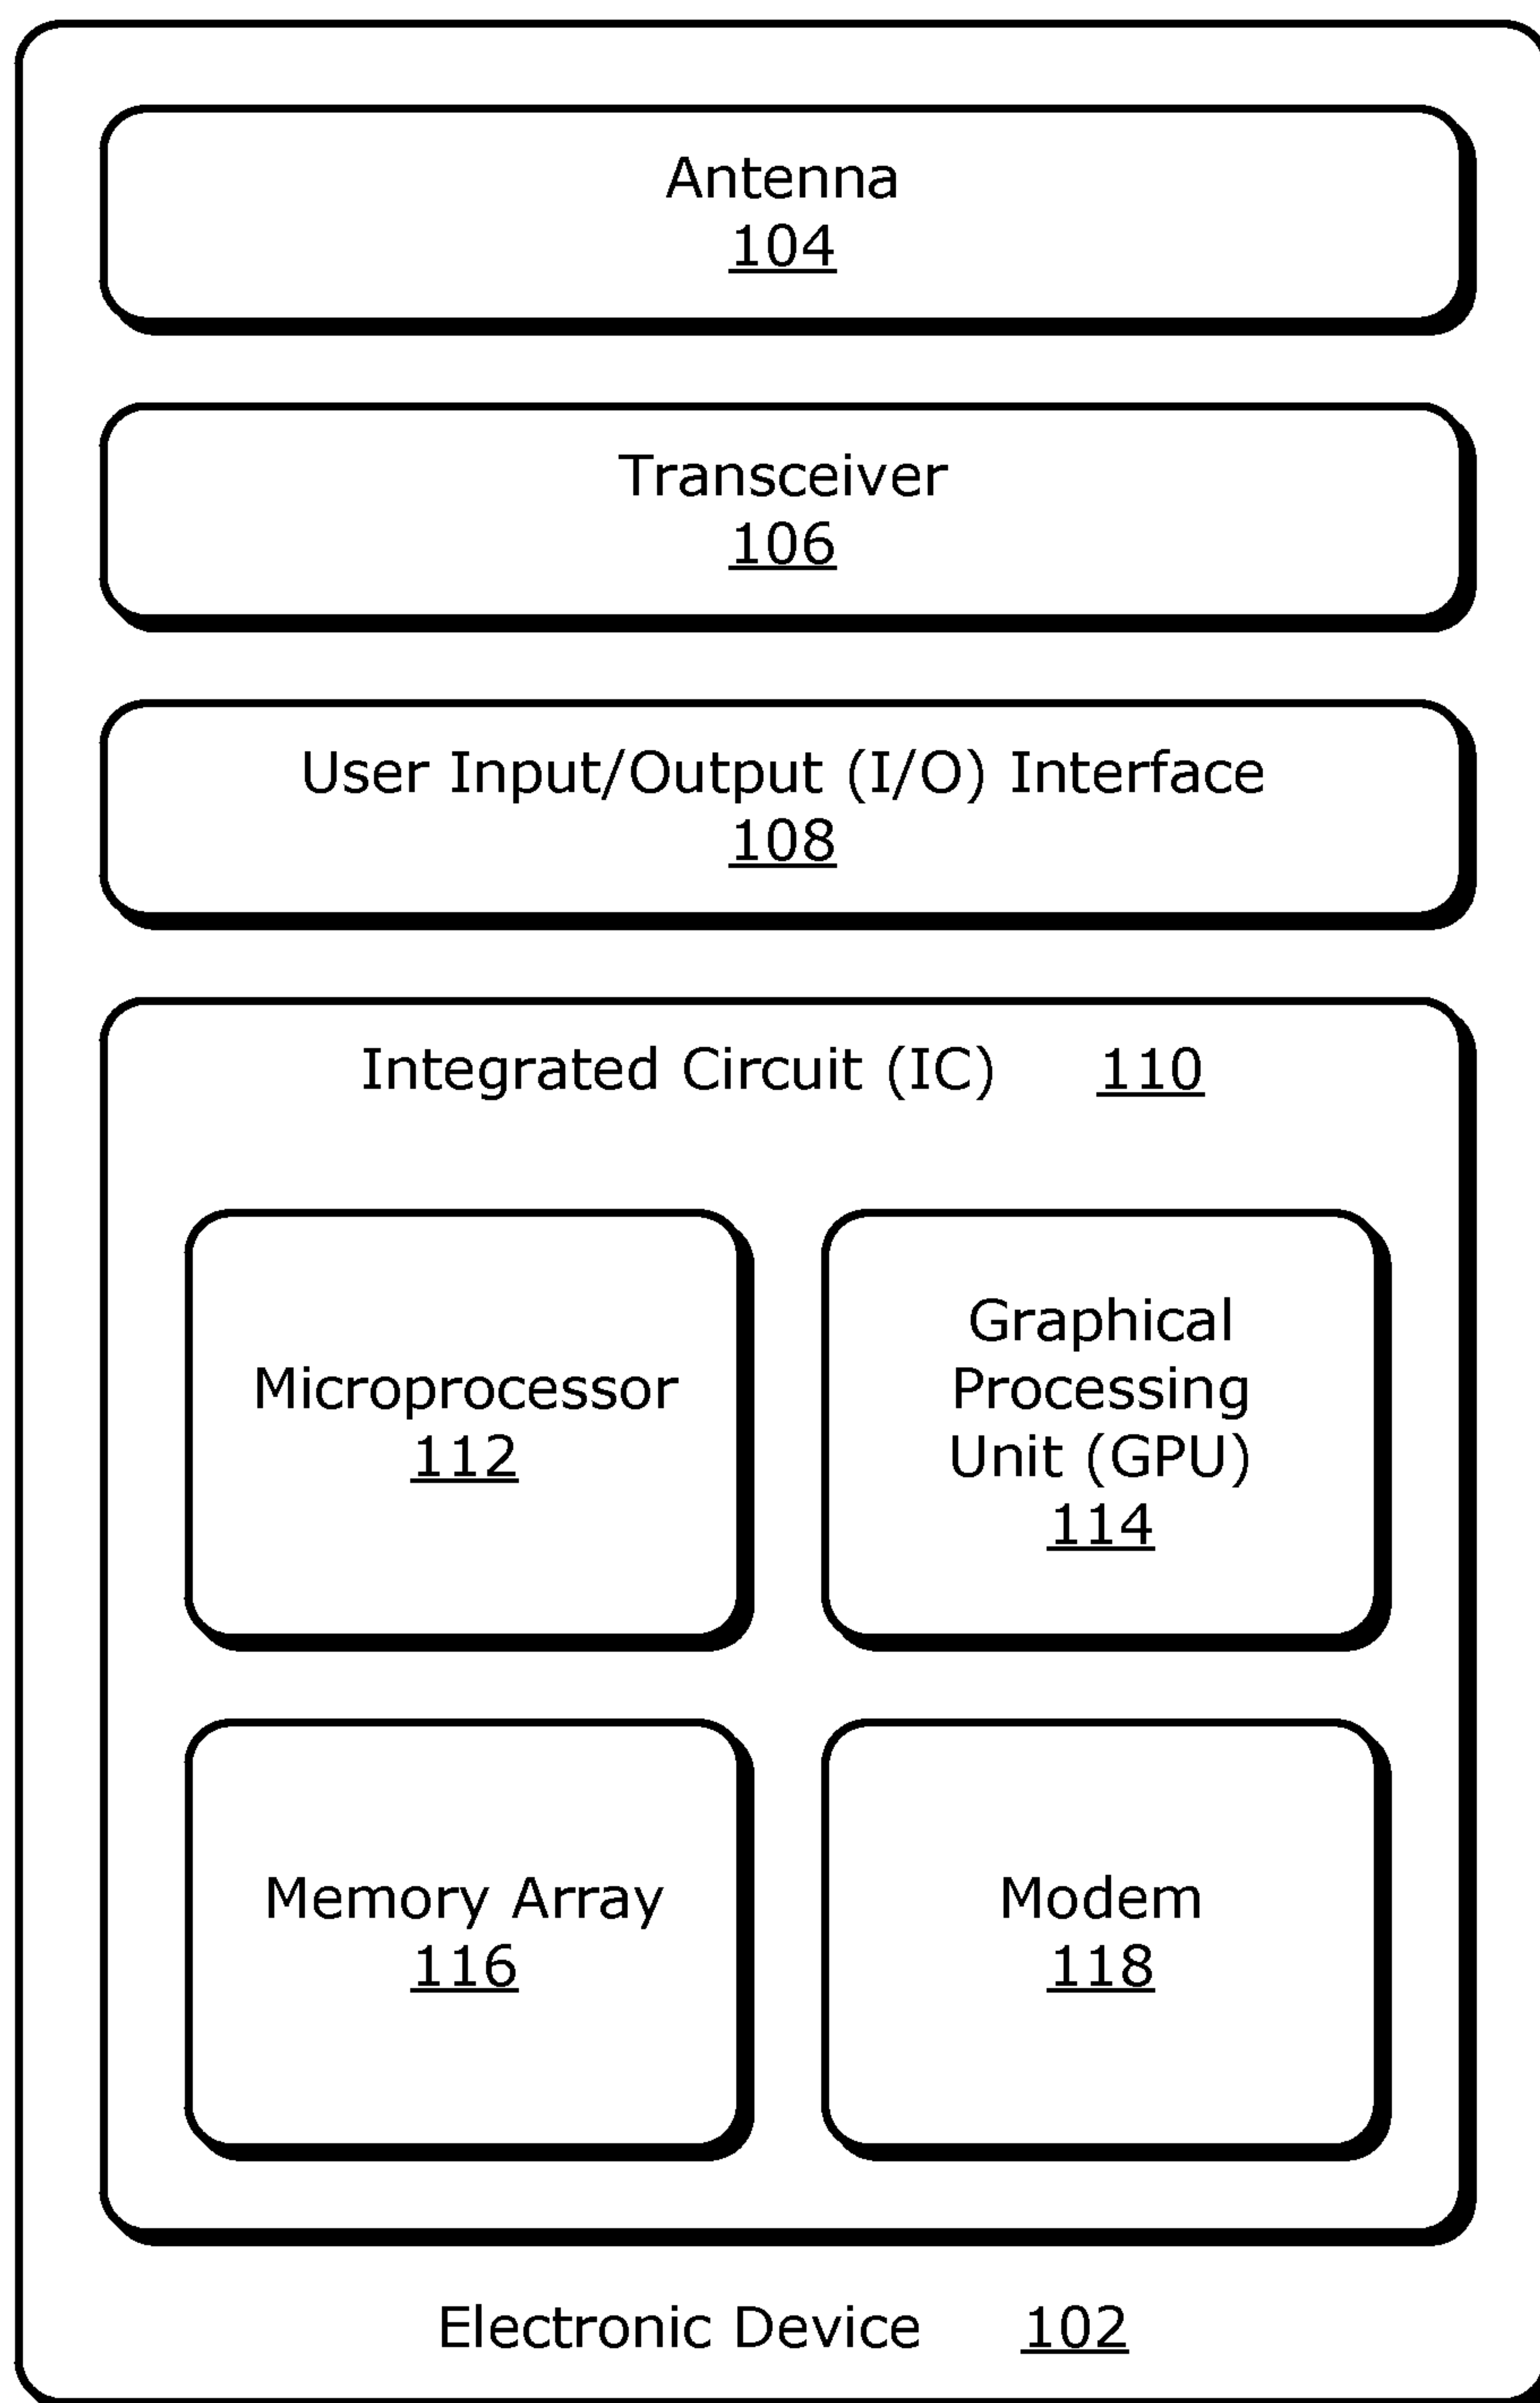 Antenna
104
Transceiver
106
User Input/Output (I/O) Interface
108
Integrated Circuit (IC) 110
Microprocessor
112
Graphical
Processing
Unit (GPU)
114
Memory Array
116
Modem
118
Electronic Device 102